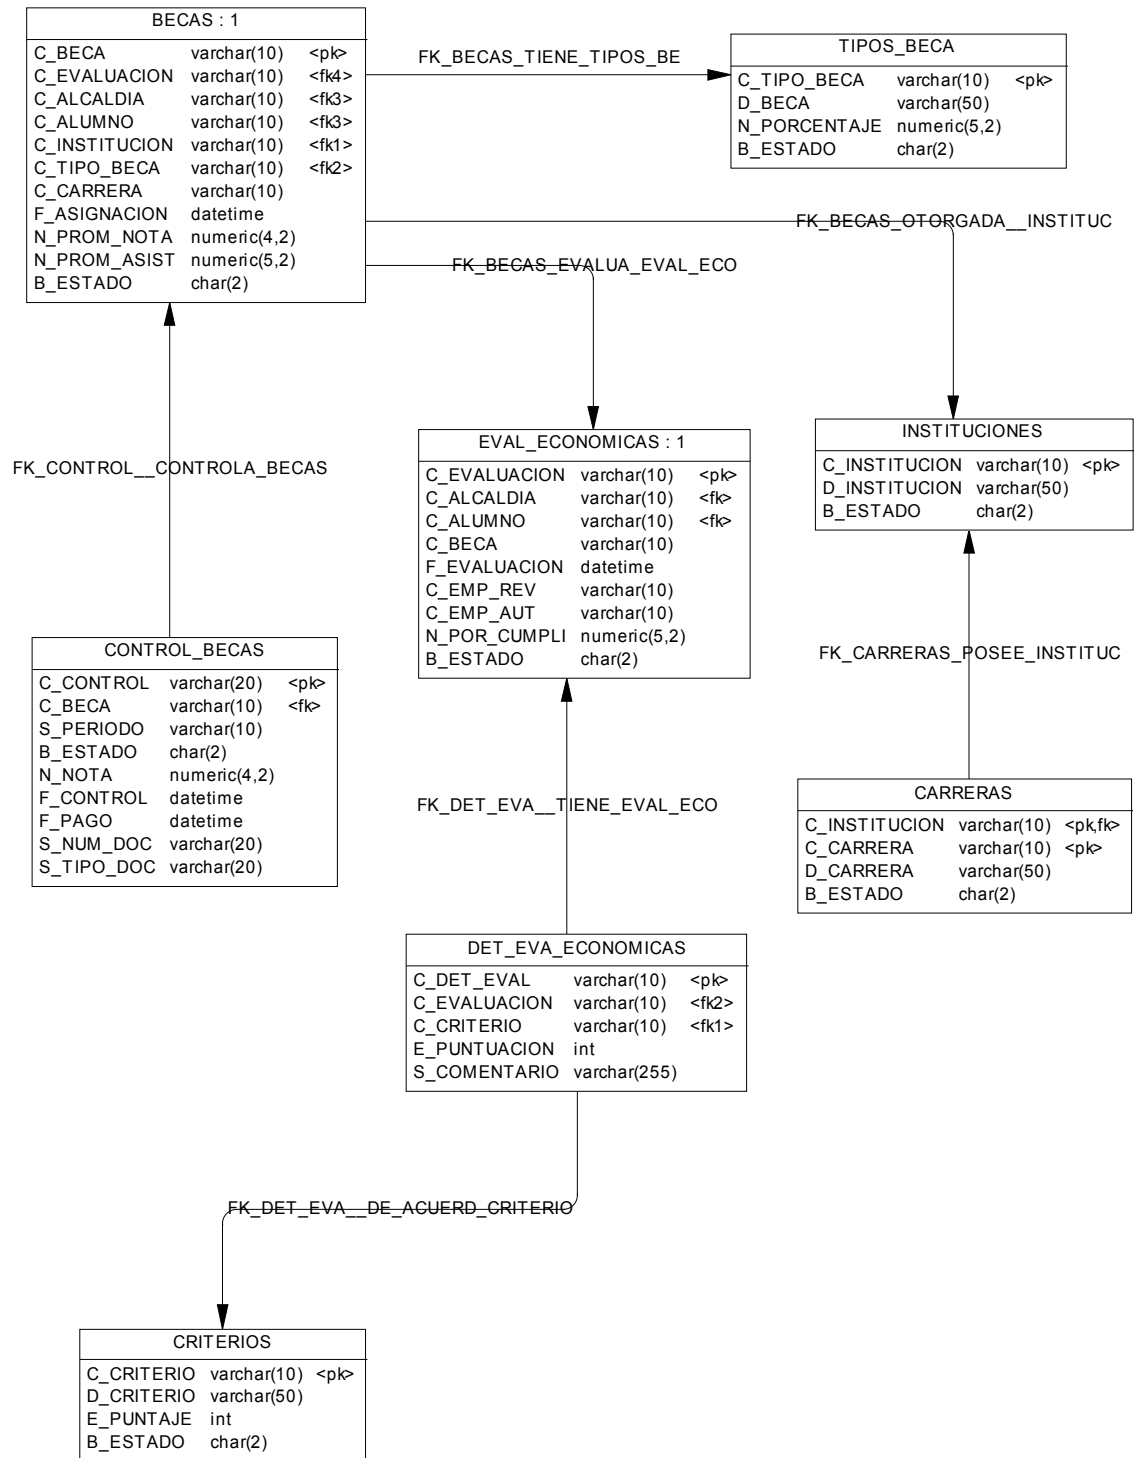 BECAS : 1
C_BECA varchar(10) <pk>
C_EVALUACION varchar(10) <fk4>
C_ALCALDIA varchar(10) <fk3>
C_ALUMNO varchar(10) <fk3>
C_INSTITUCION varchar(10) <fk1>
C_TIPO_BECA varchar(10) <fk2>
C_CARRERA varchar(10)
F_ASIGNACION datetime
N_PROM_NOTA numeric(4,2)
N_PROM_ASIST numeric(5,2)
B_ESTADO char(2)
FK_BECAS_TIENE_TIPOS_BE
TIPOS_BECA
C_TIPO_BECA varchar(10) <pk>
D_BECA varchar(50)
N_PORCENTAJE numeric(5,2)
B_ESTADO char(2)
FK_BECAS_OTORGADA__INSTITUC
FK_BECAS_EVALUA_EVAL_ECO
FK_CONTROL__CONTROLA_BECAS
EVAL_ECONOMICAS : 1
C_EVALUACION varchar(10) <pk>
C_ALCALDIA varchar(10) <fk>
C_ALUMNO varchar(10) <fk>
C_BECA varchar(10)
F_EVALUACION datetime
C_EMP_REV varchar(10)
C_EMP_AUT varchar(10)
N_POR_CUMPLI numeric(5,2)
B_ESTADO char(2)
INSTITUCIONES
C_INSTITUCION varchar(10) <pk>
D_INSTITUCION varchar(50)
B_ESTADO char(2)
FK_CARRERAS_POSEE_INSTITUC
CONTROL_BECAS
C_CONTROL varchar(20) <pk>
C_BECA varchar(10) <fk>
S_PERIODO varchar(10)
B_ESTADO char(2)
N_NOTA numeric(4,2)
F_CONTROL datetime
F_PAGO datetime
S_NUM_DOC varchar(20)
S_TIPO_DOC varchar(20)
FK_DET_EVA__TIENE_EVAL_ECO
CARRERAS
C_INSTITUCION varchar(10) <pk,fk>
C_CARRERA varchar(10) <pk>
D_CARRERA varchar(50)
B_ESTADO char(2)
DET_EVA_ECONOMICAS
C_DET_EVAL varchar(10) <pk>
C_EVALUACION varchar(10) <fk2>
C_CRITERIO varchar(10) <fk1>
E_PUNTUACION int
S_COMENTARIO varchar(255)
FK_DET_EVA__DE_ACUERD_CRITERIO
CRITERIOS
C_CRITERIO varchar(10) <pk>
D_CRITERIO varchar(50)
E_PUNTAJE int
B_ESTADO char(2)